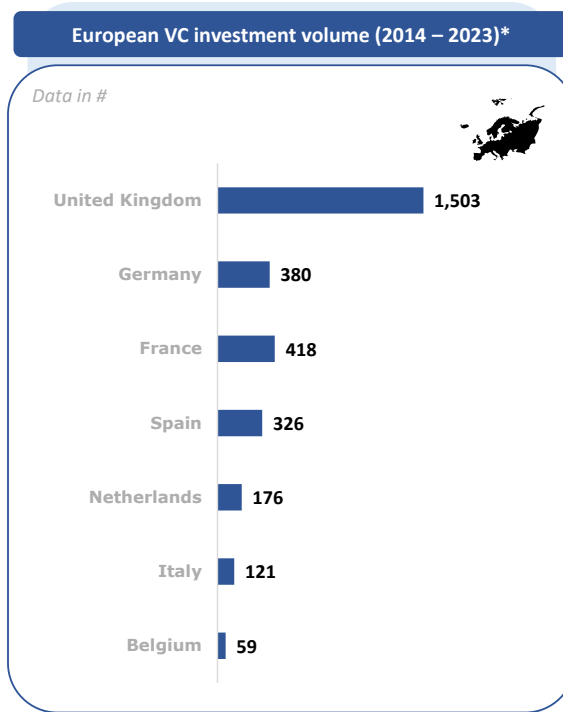 European VC investment volume (2014 – 2023)*
Data in #
United Kingdom 1,503
Germany 380
France 418
Spain 326
Netherlands 176
Italy 121
Belgium 59